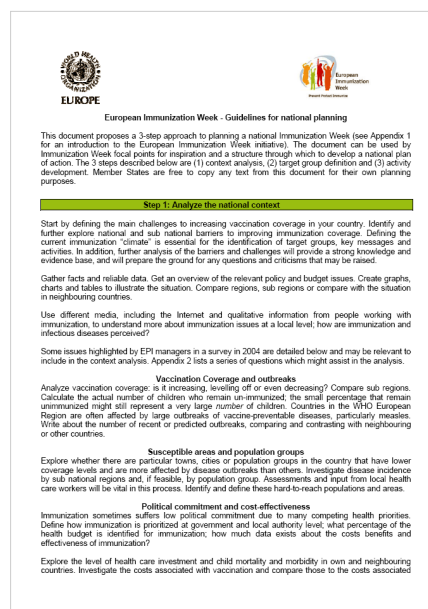 WORLD HEALTH ORGANIZATION
EUROPE
European
Immunization
Week
Prevent Protect Immunize
European Immunization Week - Guidelines for national planning
This document proposes a 3-step approach to planning a national Immunization Week (see Appendix 1
for an introduction to the European Immunization Week initiative). The document can be used by
Immunization Week focal points for inspiration and a structure through which to develop a national plan
of action. The 3 steps described below are (1) context analysis, (2) target group definition and (3) activity
development. Member States are free to copy any text from this document for their own planning
purposes.
Step 1: Analyze the national context
Start by defining the main challenges to increasing vaccination coverage in your country. Identify and
further explore national and sub national barriers to improving immunization coverage. Defining the
current immunization “climate” is essential for the identification of target groups, key messages and
activities. In addition, further analysis of the barriers and challenges will provide a strong knowledge and
evidence base, and will prepare the ground for any questions and criticisms that may be raised.
Gather facts and reliable data. Get an overview of the relevant policy and budget issues. Create graphs,
charts and tables to illustrate the situation. Compare regions, sub regions or compare with the situation
in neighbouring countries.
Use different media, including the Internet and qualitative information from people working with
immunization, to understand more about immunization issues at a local level; how are immunization and
infectious diseases perceived?
Some issues highlighted by EPI managers in a survey in 2004 are detailed below and may be relevant to
include in the context analysis. Appendix 2 lists a series of questions which might assist in the analysis.
Vaccination Coverage and outbreaks
Analyze vaccination coverage: is it increasing, levelling off or even decreasing? Compare sub regions.
Calculate the actual number of children who remain un-immunized; the small percentage that remain
unimmunized might still represent a very large number of children. Countries in the WHO European
Region are often affected by large outbreaks of vaccine-preventable diseases, particularly measles.
Write about the number of recent or predicted outbreaks, comparing and contrasting with neighbouring
or other countries.
Susceptible areas and population groups
Explore whether there are particular towns, cities or population groups in the country that have lower
coverage levels and are more affected by disease outbreaks than others. Investigate disease incidence
by sub national regions and, if feasible, by population group. Assessments and input from local health
care workers will be vital in this process. Identify and define these hard-to-reach populations and areas.
Political commitment and cost-effectiveness
Immunization sometimes suffers low political commitment due to many competing health priorities.
Define how immunization is prioritized at government and local authority level; what percentage of the
health budget is identified for immunization; how much data exists about the costs benefits and
effectiveness of immunization?
Explore the level of health care investment and child mortality and morbidity in own and neighbouring
countries. Investigate the costs associated with vaccination and compare those to the costs associated